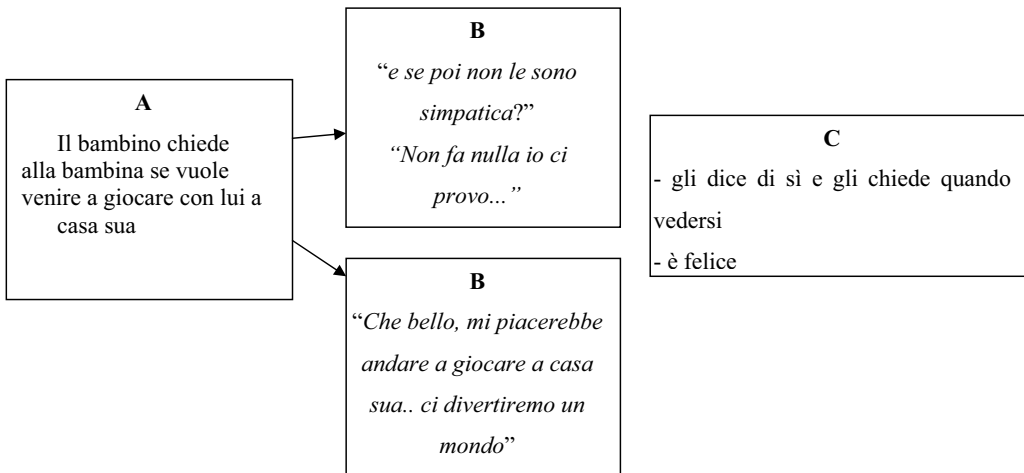 A
Il bambino chiede
alla bambina se vuole
venire a giocare con lui a
casa sua
B
“e se poi non le sono
simpatica?”
“Non fa nulla io ci
provo...”
B
“Che bello, mi piacerebbe
andare a giocare a casa
sua.. ci divertiremo un
mondo”
C
- gli dice di sì e gli chiede quando
vedersi
- è felice